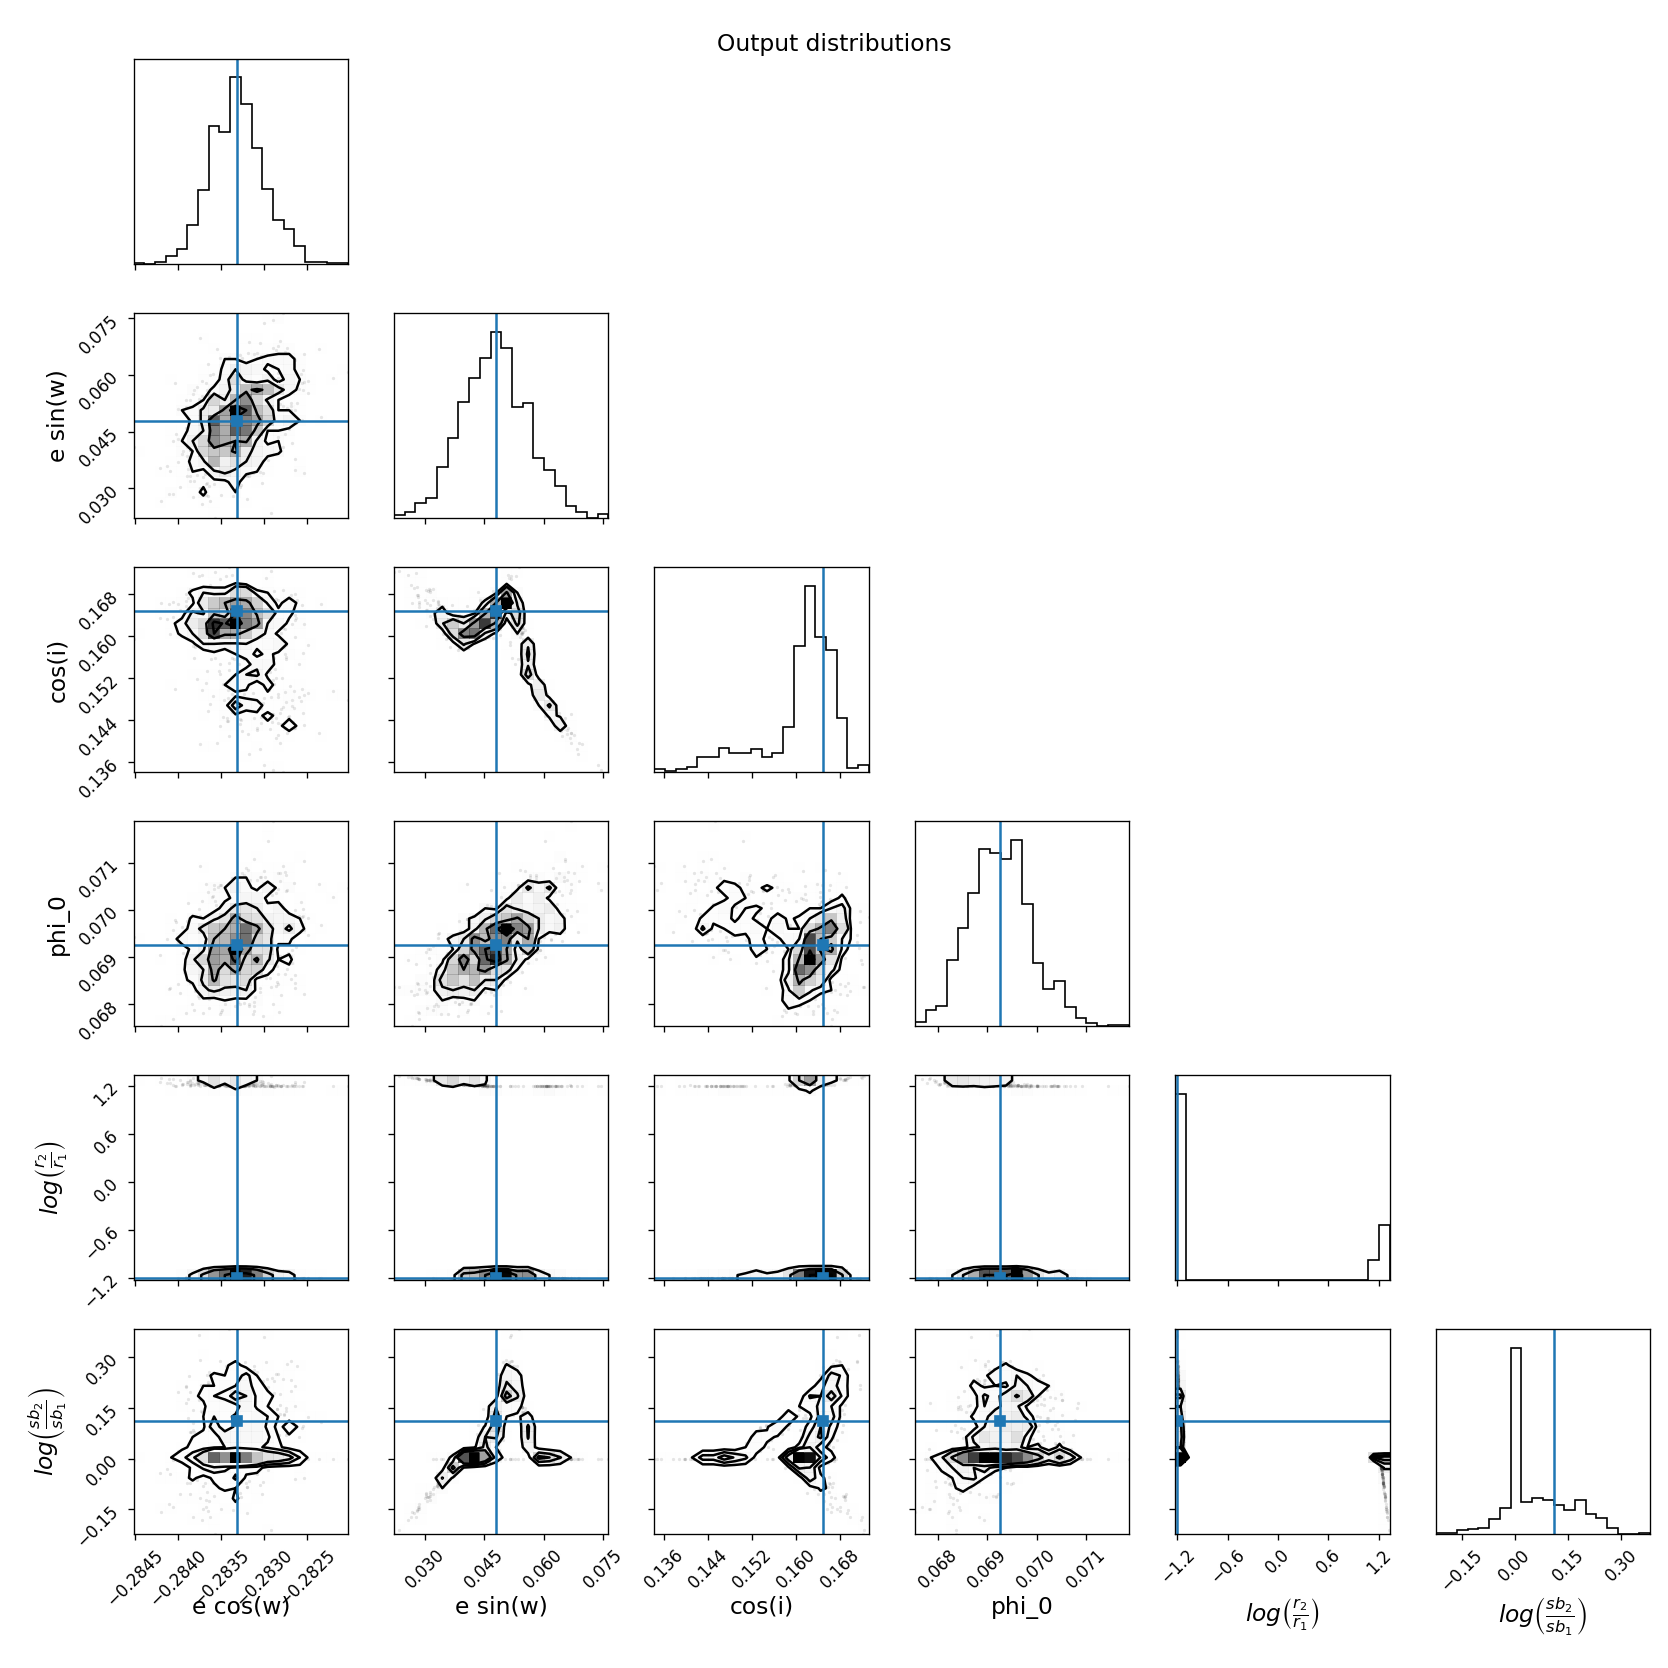 Output distributions
e sin(w)
0.075
0.060
0.045
0.030
cos(i)
0.168
0.160
0.152
0.144
0.136
phi_0
0.071
0.070
0.069
0.068
log(r₂/r₁)
1.2
0.6
0.0
−0.6
−1.2
log(sb₂/sb₁)
0.30
0.15
0.00
−0.15
−0.2845 −0.2840 −0.2835 −0.2830 −0.2825
e cos(w)
0.030 0.045 0.060 0.075
e sin(w)
0.136 0.144 0.152 0.160 0.168
cos(i)
0.068 0.069 0.070 0.071
phi_0
−1.2 −0.6 0.0 0.6 1.2
log(r₂/r₁)
−0.15 0.00 0.15 0.30
log(sb₂/sb₁)